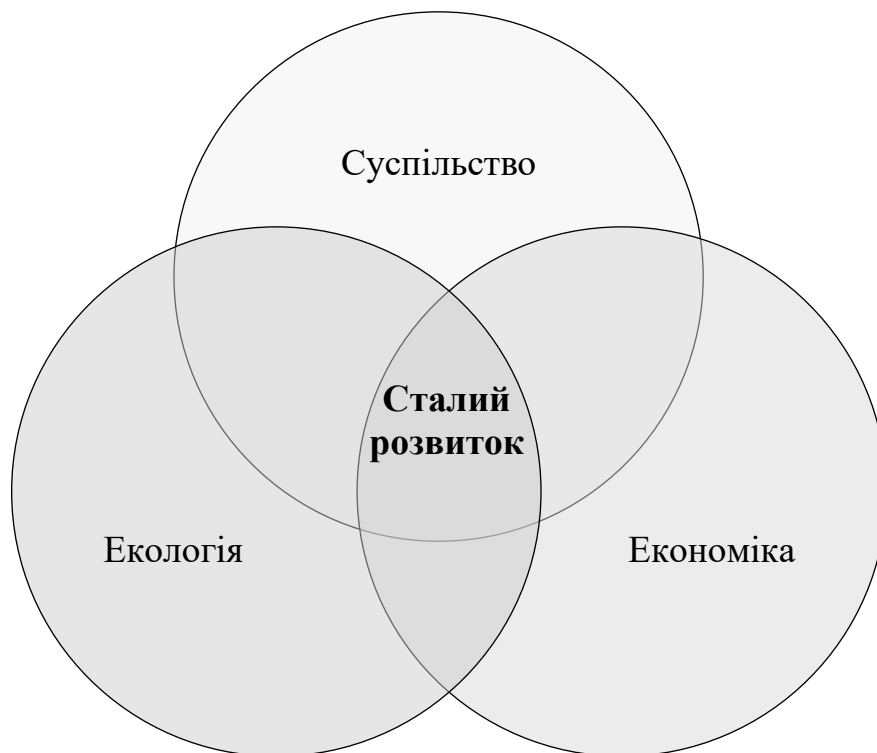 Суспільство
Сталий
розвиток
Екологія
Економіка